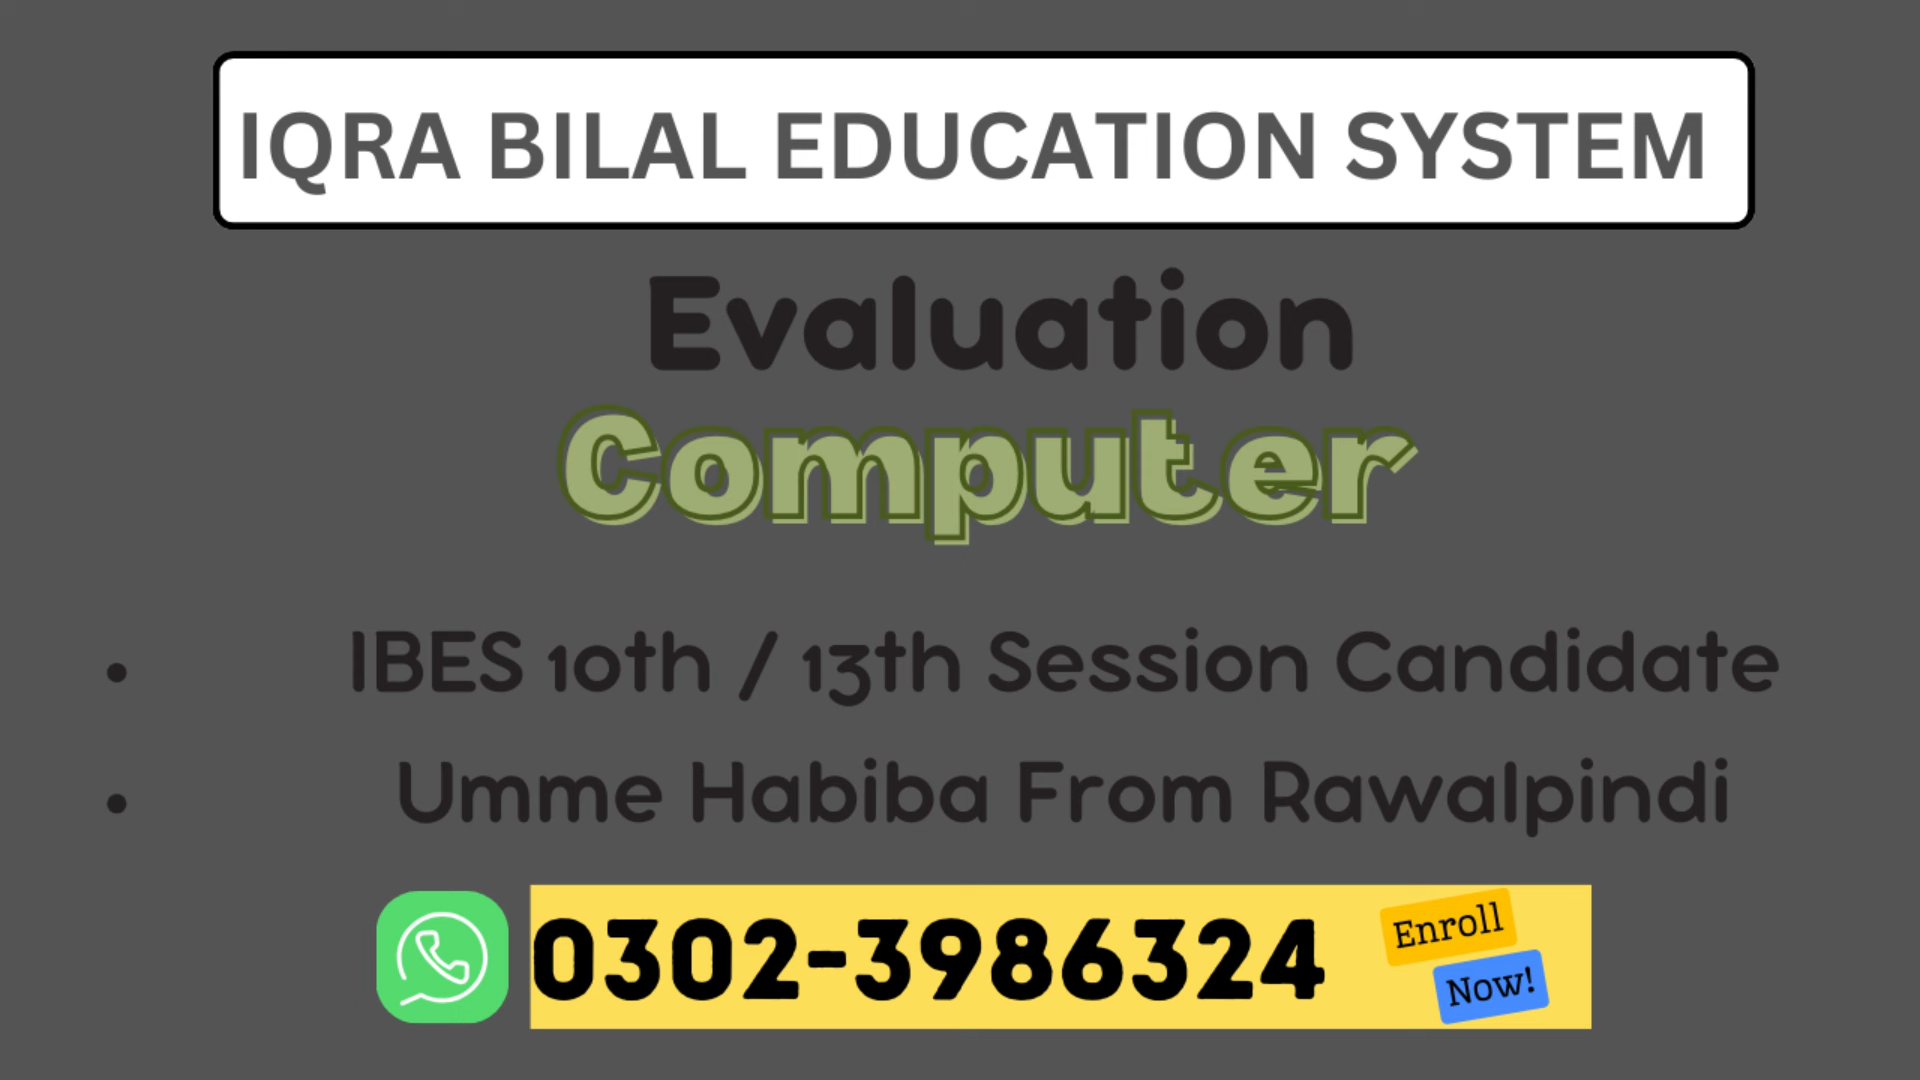 IQRA BILAL EDUCATION SYSTEM
Evaluation
Computer
• IBES 10th / 13th Session Candidate
• Umme Habiba From Rawalpindi
0302-3986324
Enroll
Now!